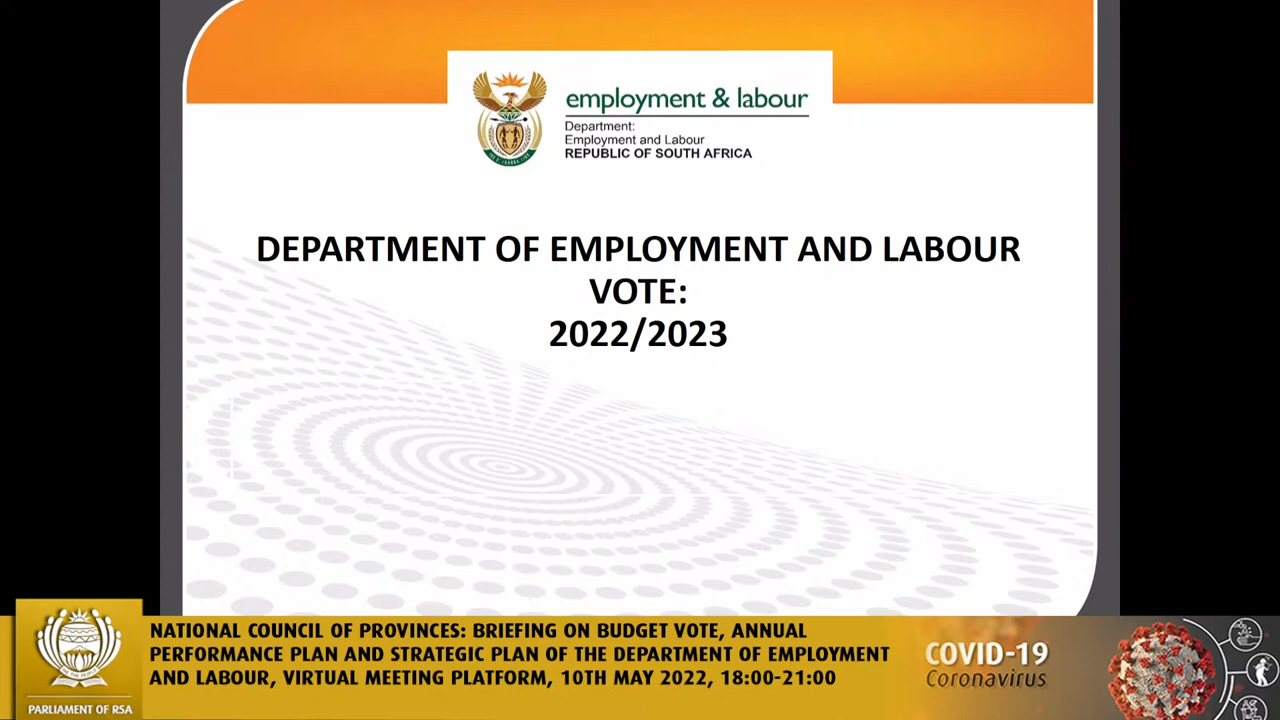 employment & labour
Department:
Employment and Labour
REPUBLIC OF SOUTH AFRICA
DEPARTMENT OF EMPLOYMENT AND LABOUR
VOTE:
2022/2023
NATIONAL COUNCIL OF PROVINCES: BRIEFING ON BUDGET VOTE, ANNUAL
PERFORMANCE PLAN AND STRATEGIC PLAN OF THE DEPARTMENT OF EMPLOYMENT
AND LABOUR, VIRTUAL MEETING PLATFORM, 10TH MAY 2022, 18:00-21:00
PARLIAMENT OF RSA
COVID-19
Coronavirus